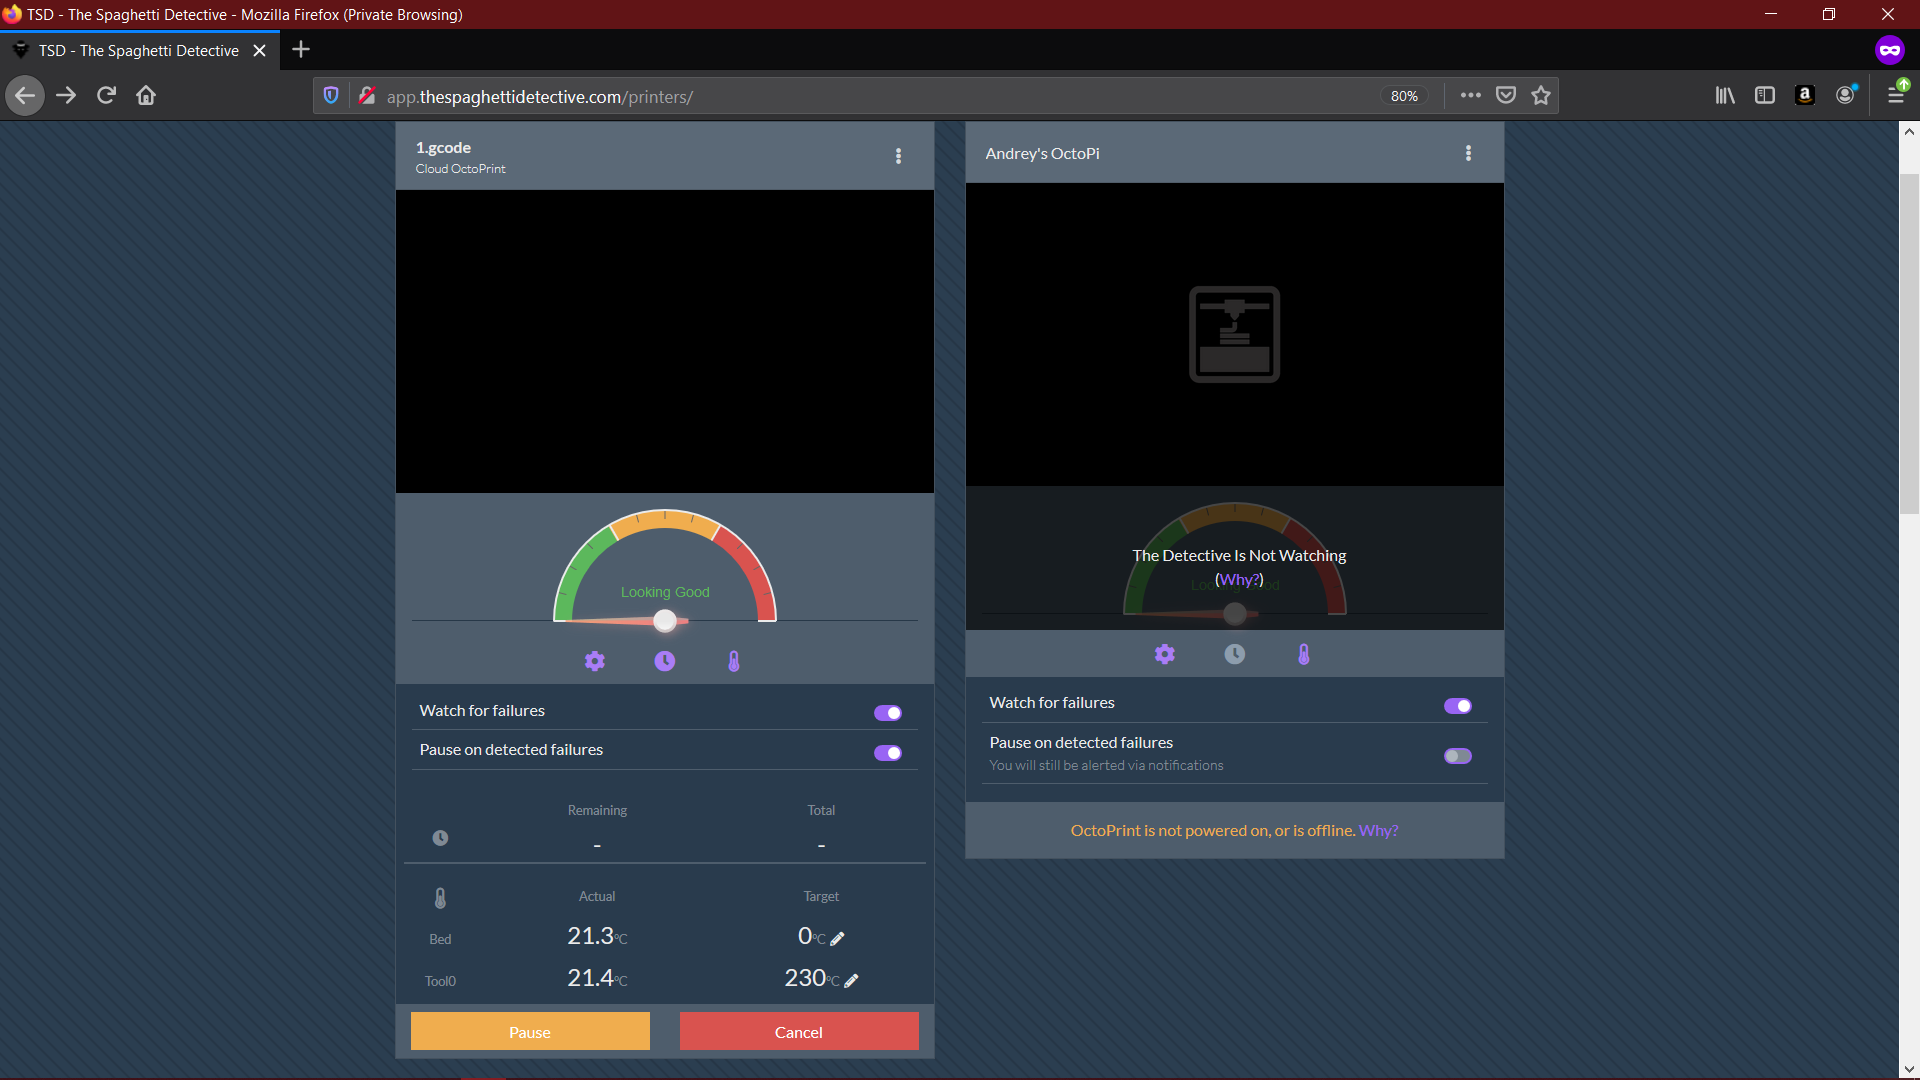 TSD - The Spaghetti Detective - Mozilla Firefox (Private Browsing)
TSD - The Spaghetti Detective
app.thespaghettidetective.com/printers/
80%
1.gcode
Cloud OctoPrint
Looking Good
Watch for failures
Pause on detected failures
Remaining
Total
-
-
Actual
Target
Bed
21.3°C
0°C
Tool0
21.4°C
230°C
Pause
Cancel
Andrey's OctoPi
The Detective Is Not Watching
(Why?)
Looking Good
Watch for failures
Pause on detected failures
You will still be alerted via notifications
OctoPrint is not powered on, or is offline. Why?